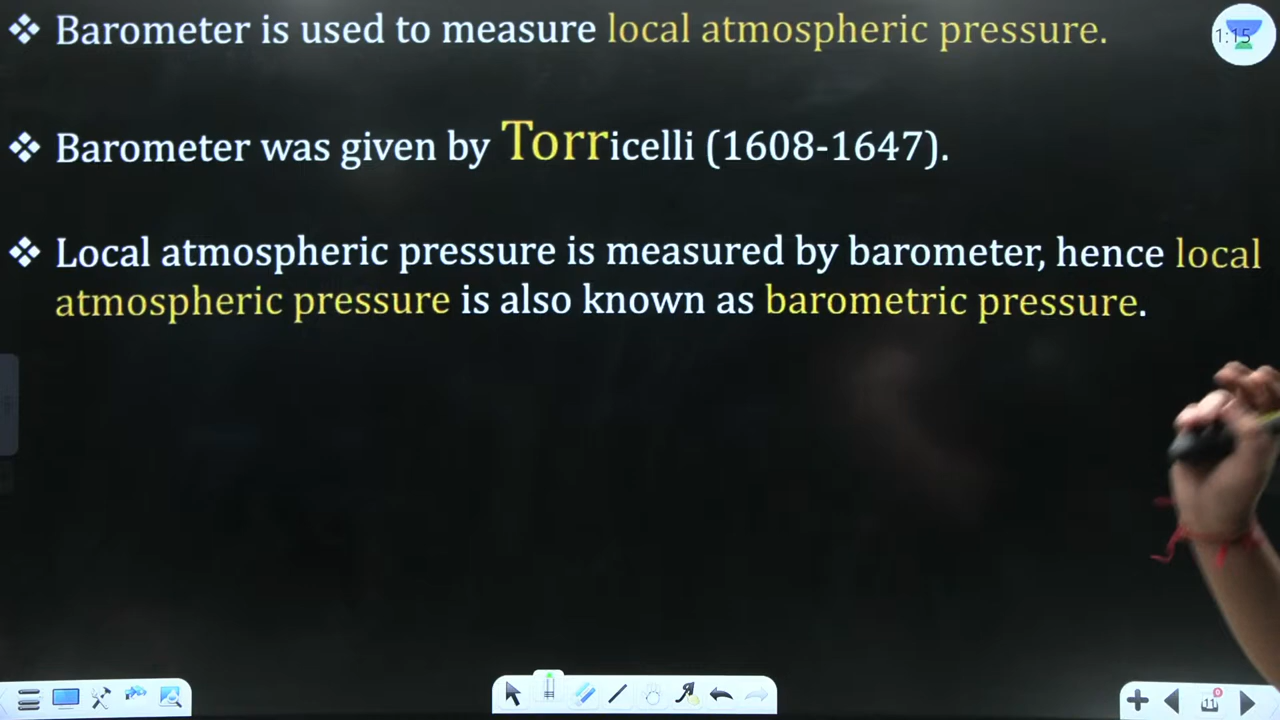 ❖ Barometer is used to measure local atmospheric pressure.
1:15
❖ Barometer was given by Torricelli (1608-1647).
❖ Local atmospheric pressure is measured by barometer, hence local
atmospheric pressure is also known as barometric pressure.
11